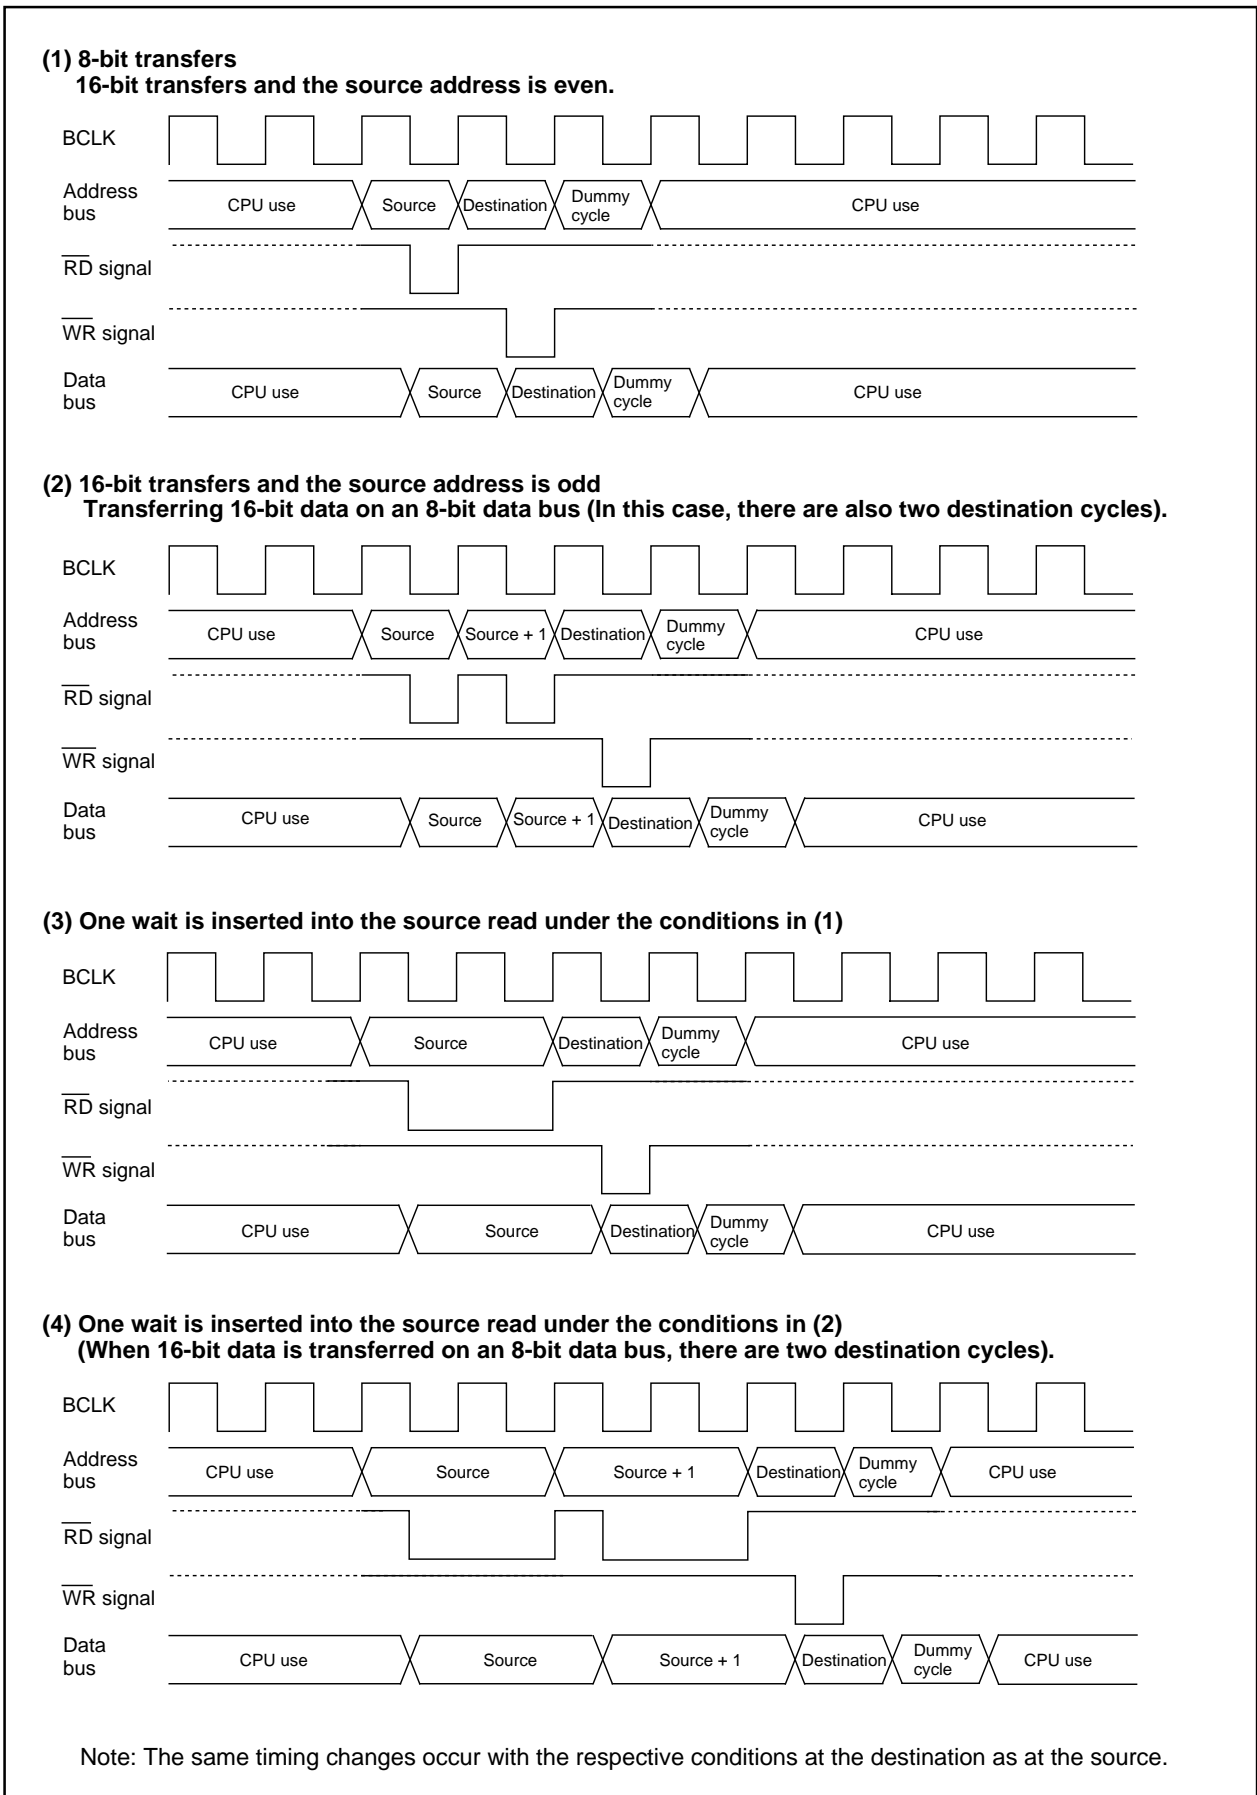 (1) 8-bit transfers
16-bit transfers and the source address is even.
BCLK
Address
bus
CPU use
Source
Destination
Dummy
cycle
CPU use
RD signal
WR signal
Data
bus
CPU use
Source
Destination
Dummy
cycle
CPU use
(2) 16-bit transfers and the source address is odd
Transferring 16-bit data on an 8-bit data bus (In this case, there are also two destination cycles).
BCLK
Address
bus
CPU use
Source
Source + 1
Destination
Dummy
cycle
CPU use
RD signal
WR signal
Data
bus
CPU use
Source
Source + 1
Destination
Dummy
cycle
CPU use
(3) One wait is inserted into the source read under the conditions in (1)
BCLK
Address
bus
CPU use
Source
Destination
Dummy
cycle
CPU use
RD signal
WR signal
Data
bus
CPU use
Source
Destination
Dummy
cycle
CPU use
(4) One wait is inserted into the source read under the conditions in (2)
(When 16-bit data is transferred on an 8-bit data bus, there are two destination cycles).
BCLK
Address
bus
CPU use
Source
Source + 1
Destination
Dummy
cycle
CPU use
RD signal
WR signal
Data
bus
CPU use
Source
Source + 1
Destination
Dummy
cycle
CPU use
Note: The same timing changes occur with the respective conditions at the destination as at the source.